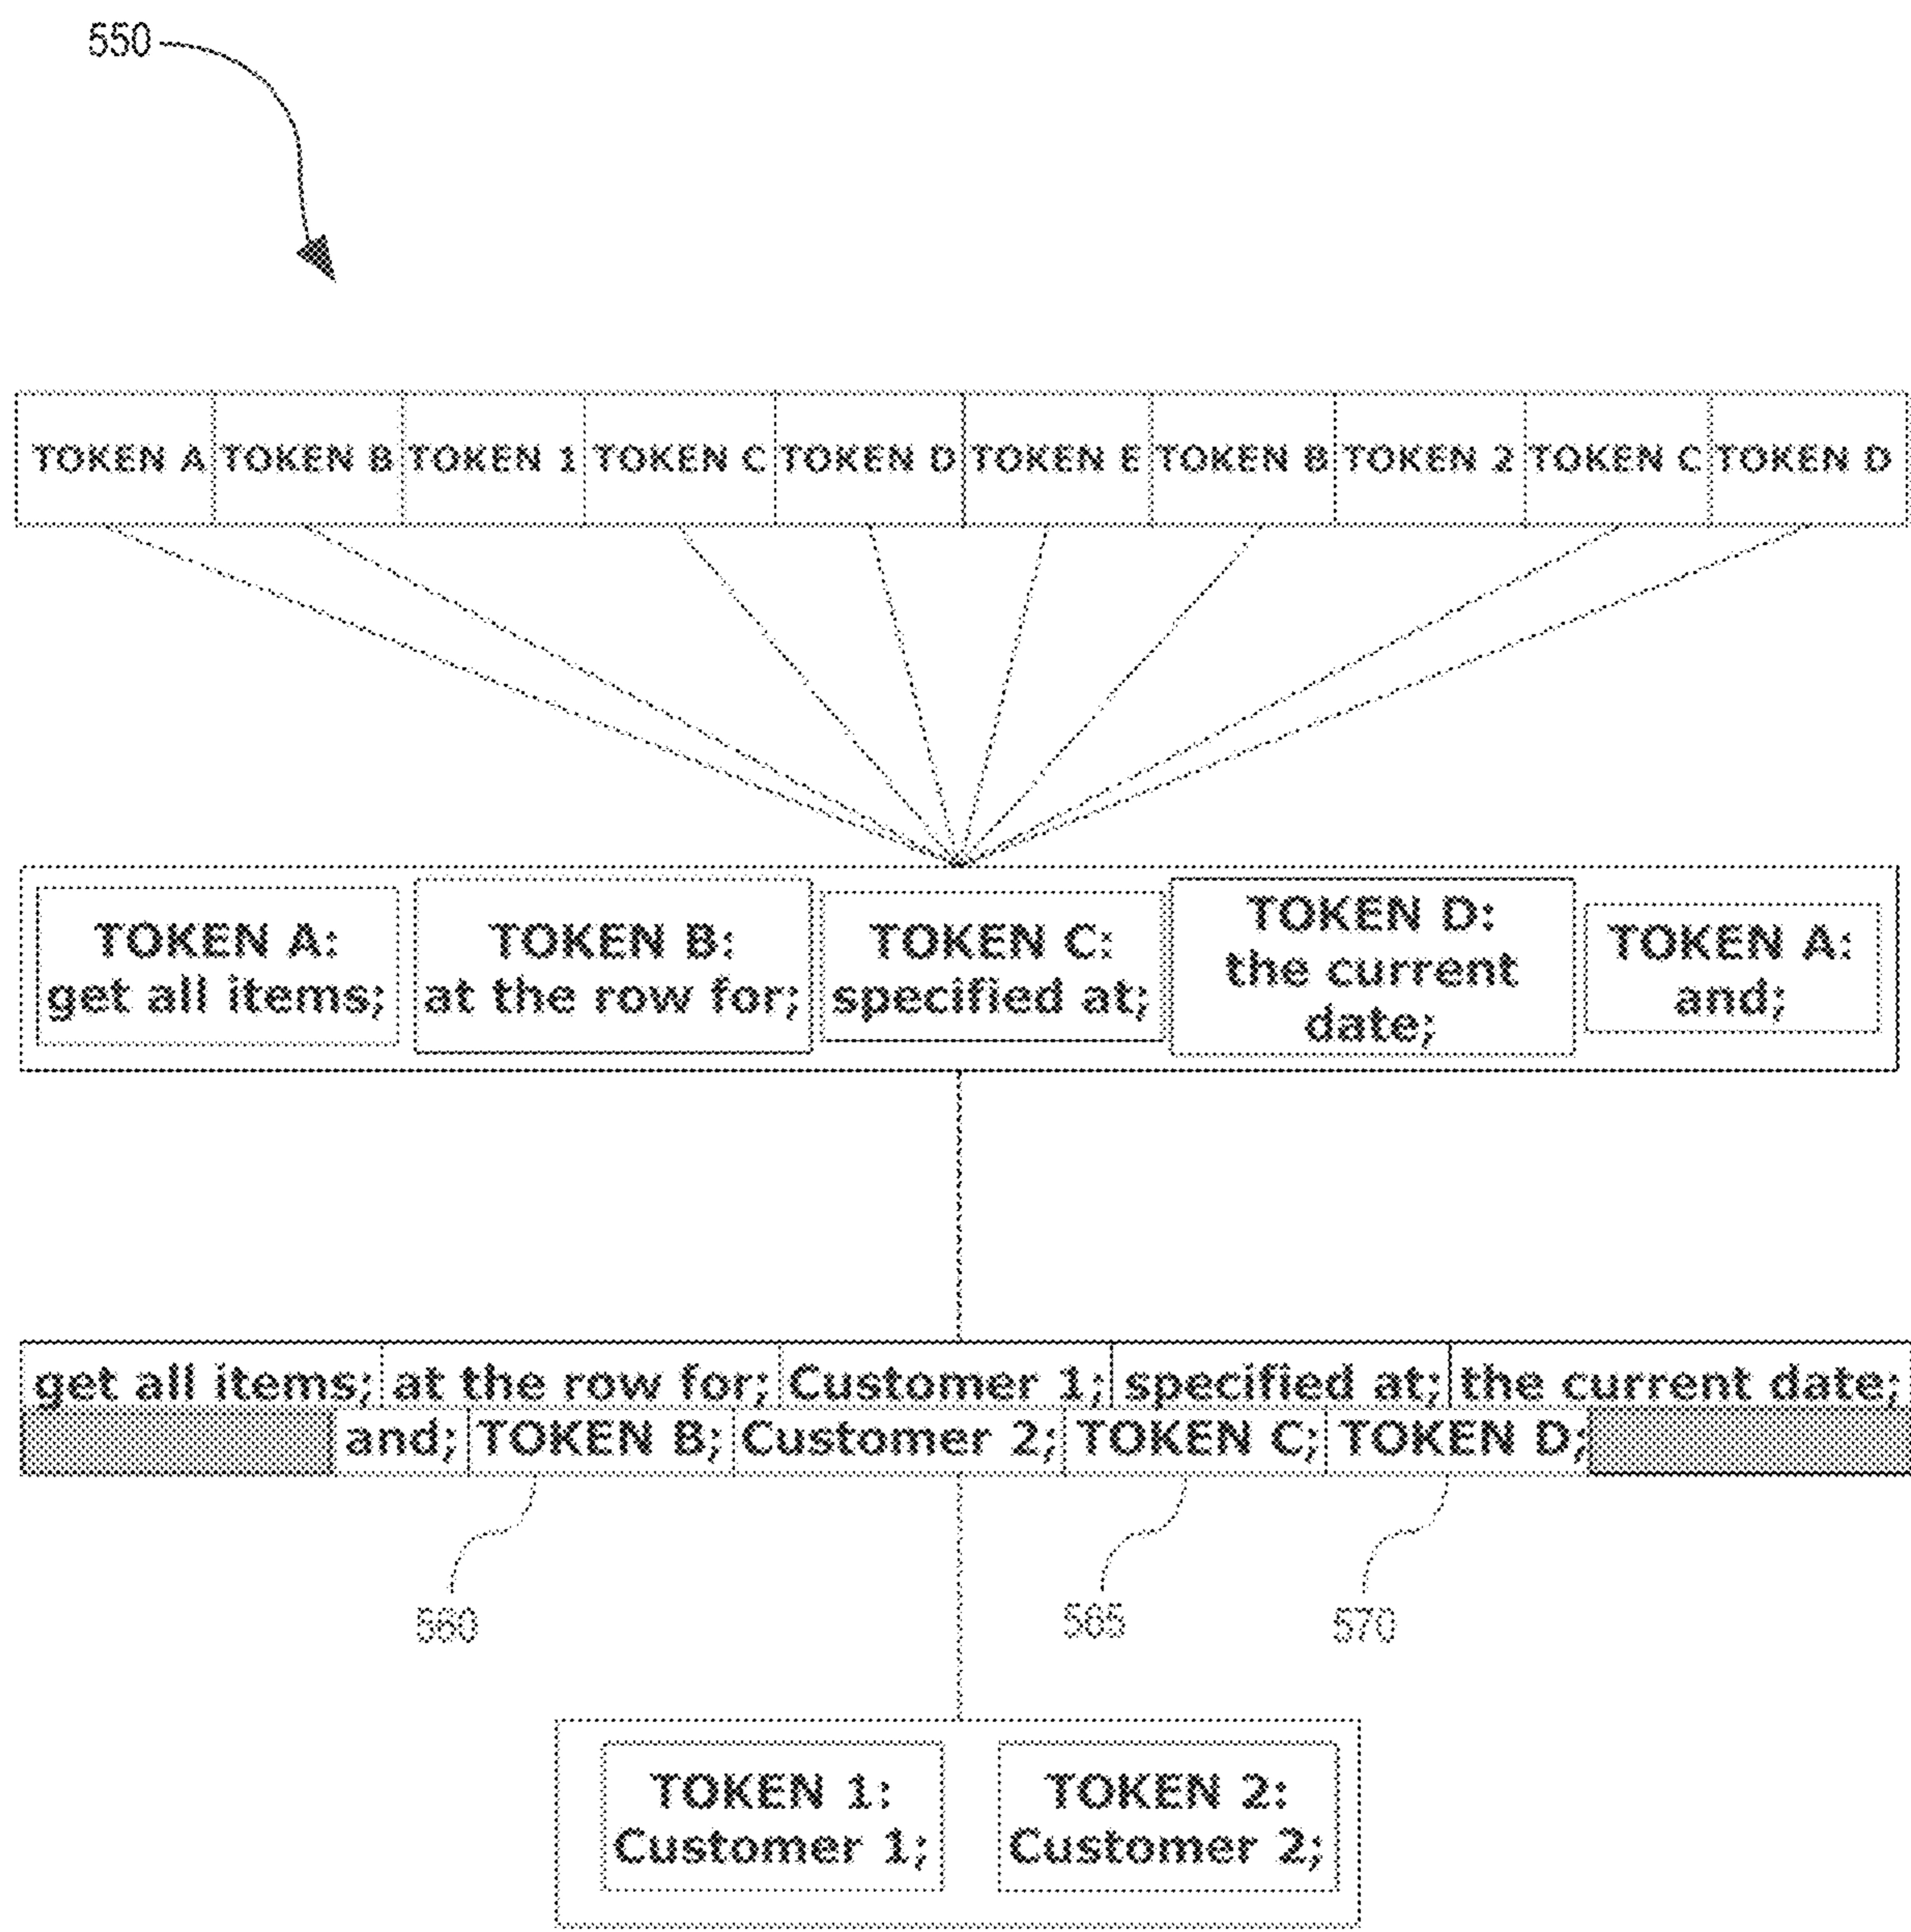 550
TOKEN A TOKEN B TOKEN 1 TOKEN C TOKEN D TOKEN E TOKEN B TOKEN 2 TOKEN C TOKEN D
TOKEN A:
get all items;
TOKEN B:
at the row for;
TOKEN C:
specified at;
TOKEN D:
the current
date;
TOKEN A:
and;
get all items; at the row for; Customer 1; specified at; the current date;
and; TOKEN B; Customer 2; TOKEN C; TOKEN D;
560 565 570
TOKEN 1:
Customer 1;
TOKEN 2:
Customer 2;